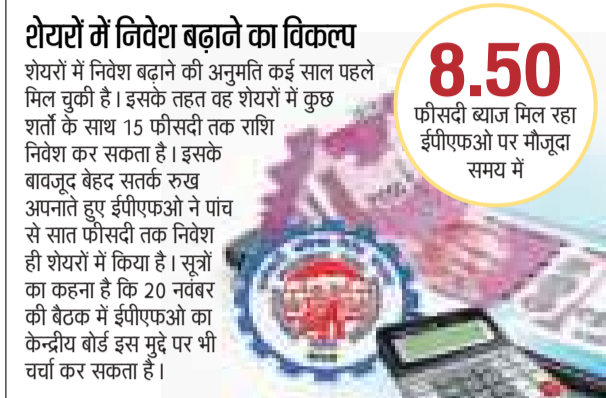 शेयरों में निवेश बढ़ाने का विकल्प
शेयरों में निवेश बढ़ाने की अनुमति कई साल पहले
मिल चुकी है। इसके तहत वह शेयरों में कुछ
शर्तो के साथ 15 फीसदी तक राशि
निवेश कर सकता है। इसके
बावजूद बेहद सतर्क रुख
अपनाते हुए ईपीएफओ ने पांच
से सात फीसदी तक निवेश
ही शेयरों में किया है। सूत्रों
का कहना है कि 20 नवंबर
की बैठक में ईपीएफओ का
केन्द्रीय बोर्ड इस मुद्दे पर भी
चर्चा कर सकता है।
8.50
फीसदी ब्याज मिल रहा
ईपीएफओ पर मौजूदा
समय में